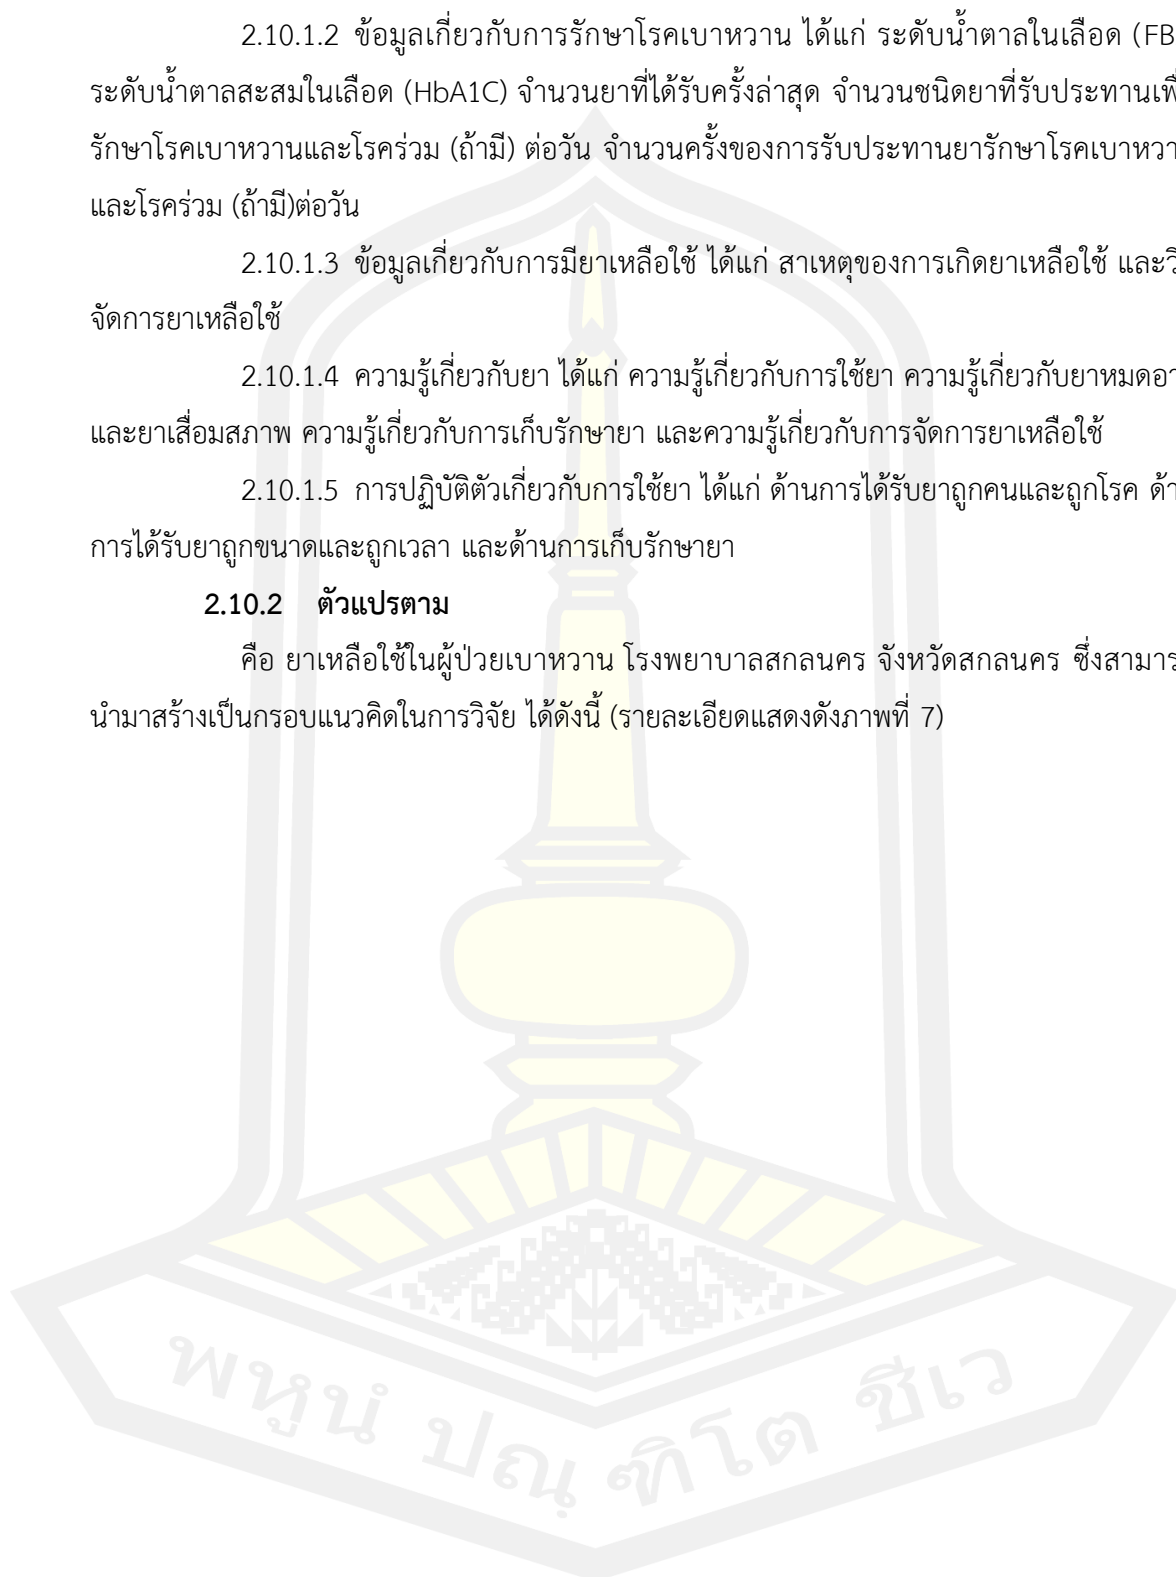 2.10.1.2 ข้อมูลเกี่ยวกับการรักษาโรคเบาหวาน ได้แก่ ระดับน้ำตาลในเลือด (FB
ระดับน้ำตาลสะสมในเลือด (HbA1C) จำนวนยาที่ได้รับครั้งล่าสุด จำนวนชนิดยาที่รับประทานเพื่
รักษาโรคเบาหวานและโรคร่วม (ถ้ามี) ต่อวัน จำนวนครั้งของการรับประทานยารักษาโรคเบาหวา
และโรคร่วม (ถ้ามี)ต่อวัน
2.10.1.3 ข้อมูลเกี่ยวกับการมียาเหลือใช้ ได้แก่ สาเหตุของการเกิดยาเหลือใช้ และวิ
จัดการยาเหลือใช้
2.10.1.4 ความรู้เกี่ยวกับยา ได้แก่ ความรู้เกี่ยวกับการใช้ยา ความรู้เกี่ยวกับยาหมดอา
และยาเสื่อมสภาพ ความรู้เกี่ยวกับการเก็บรักษายา และความรู้เกี่ยวกับการจัดการยาเหลือใช้
2.10.1.5 การปฏิบัติตัวเกี่ยวกับการใช้ยา ได้แก่ ด้านการได้รับยาถูกคนและถูกโรค ด้า
การได้รับยาถูกขนาดและถูกเวลา และด้านการเก็บรักษายา
2.10.2 ตัวแปรตาม
คือ ยาเหลือใช้ในผู้ป่วยเบาหวาน โรงพยาบาลสกลนคร จังหวัดสกลนคร ซึ่งสามาร
นำมาสร้างเป็นกรอบแนวคิดในการวิจัย ได้ดังนี้ (รายละเอียดแสดงดังภาพที่ 7)
พหูนํ ปณฺฑิโต ชีเว